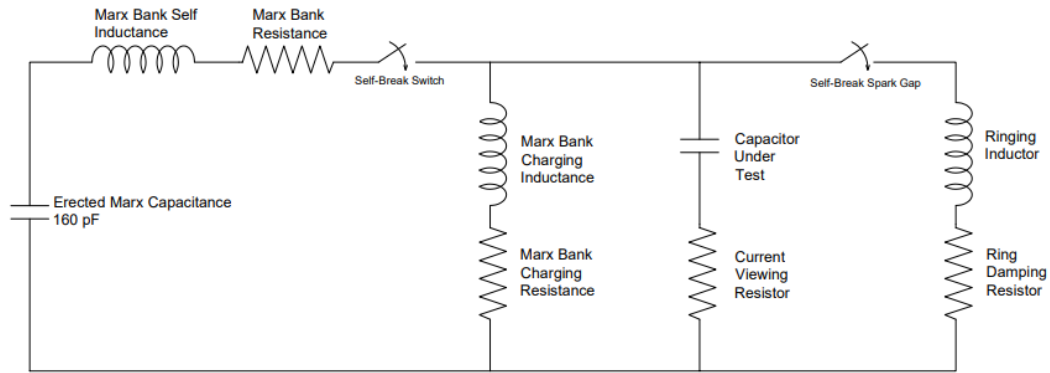 Marx Bank Self
Inductance
Marx Bank
Resistance
Self-Break Switch
Self-Break Spark Gap
Marx Bank
Charging
Inductance
Capacitor
Under
Test
Ringing
Inductor
Erected Marx Capacitance
160 pF
Marx Bank
Charging
Resistance
Current
Viewing
Resistor
Ring
Damping
Resistor